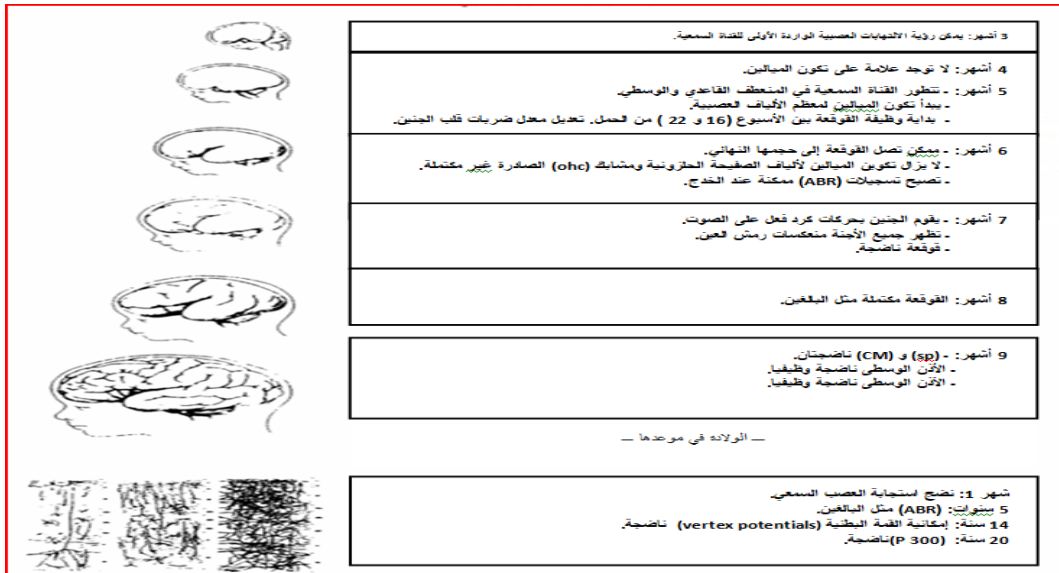 3 أشهر: يمكن رؤية الالتهابات العصبية الواردة الأولى للقناة السمعية.
4 أشهر: لا توجد علامة على تكون الميالين.
5 أشهر: - تتطور القناة السمعية في المنعطف القاعدي والوسطي.
- يبدأ تكون الميالين لمعظم الألياف العصبية.
- بداية وظيفة القوقعة بين الأسبوع (16 و 22 ) من الحمل. تعديل معدل ضربات قلب الجنين.
6 أشهر: - ممكن تصل القوقعة إلى حجمها النهائي.
- لا يزال تكوين الميالين لألياف الصفيحة الحلزونية ومشابك (ohc) الصادرة غير مكتملة.
- تصبح تسجيلات (ABR) ممكنة عند الخدج.
7 أشهر: - يقوم الجنين بحركات كرد فعل على الصوت.
- تظهر جميع الأجنة منعكسات رمش العين.
- قوقعة ناضجة.
8 أشهر: القوقعة مكتملة مثل البالغين.
9 أشهر: - (sp) و (CM) ناضجتان.
- الأذن الوسطى ناضجة وظيفيا.
- الأذن الوسطى ناضجة وظيفيا.
— الولادة في موعدها —
شهر 1: نضج استجابة العصب السمعي.
5 سنوات: (ABR) مثل البالغين.
14 سنة: إمكانية القمة البطنية (vertex potentials) ناضجة.
20 سنة: (P 300)ناضجة.